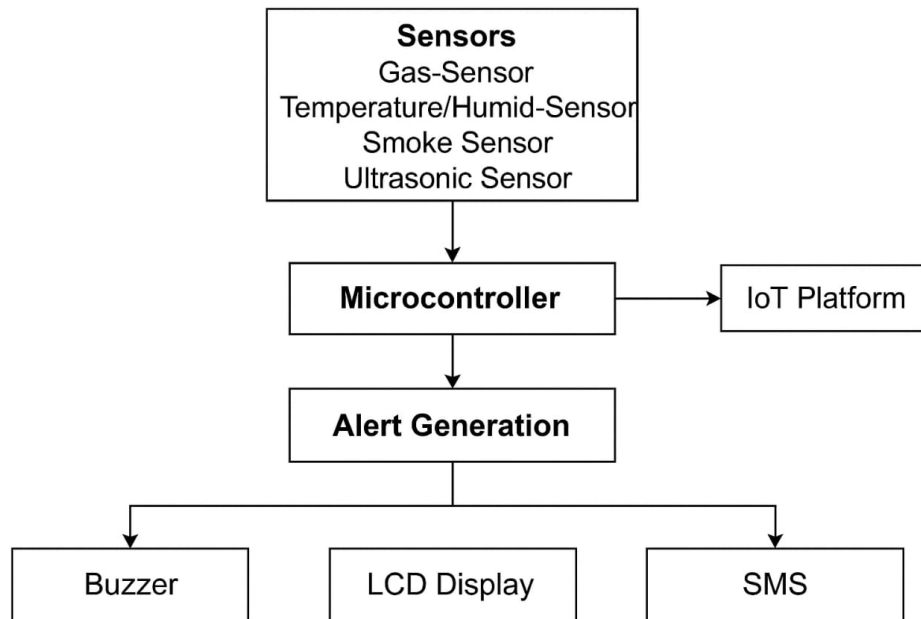 Sensors
Gas-Sensor
Temperature/Humid-Sensor
Smoke Sensor
Ultrasonic Sensor
Microcontroller
IoT Platform
Alert Generation
Buzzer
LCD Display
SMS